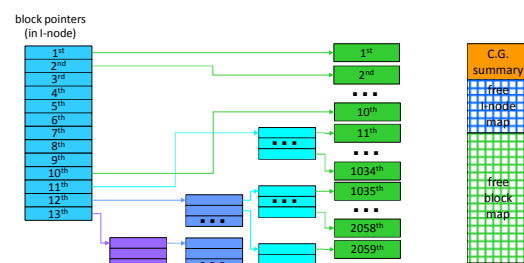 block pointers
(in I-node)
1st
2nd
3rd
4th
5th
6th
7th
8th
9th
10th
11th
12th
13th
...
...
...
...
1st
2nd
...
10th
11th
...
1034th
1035th
...
2058th
2059th
C.G.
summary
free
I-node
map
free
block
map